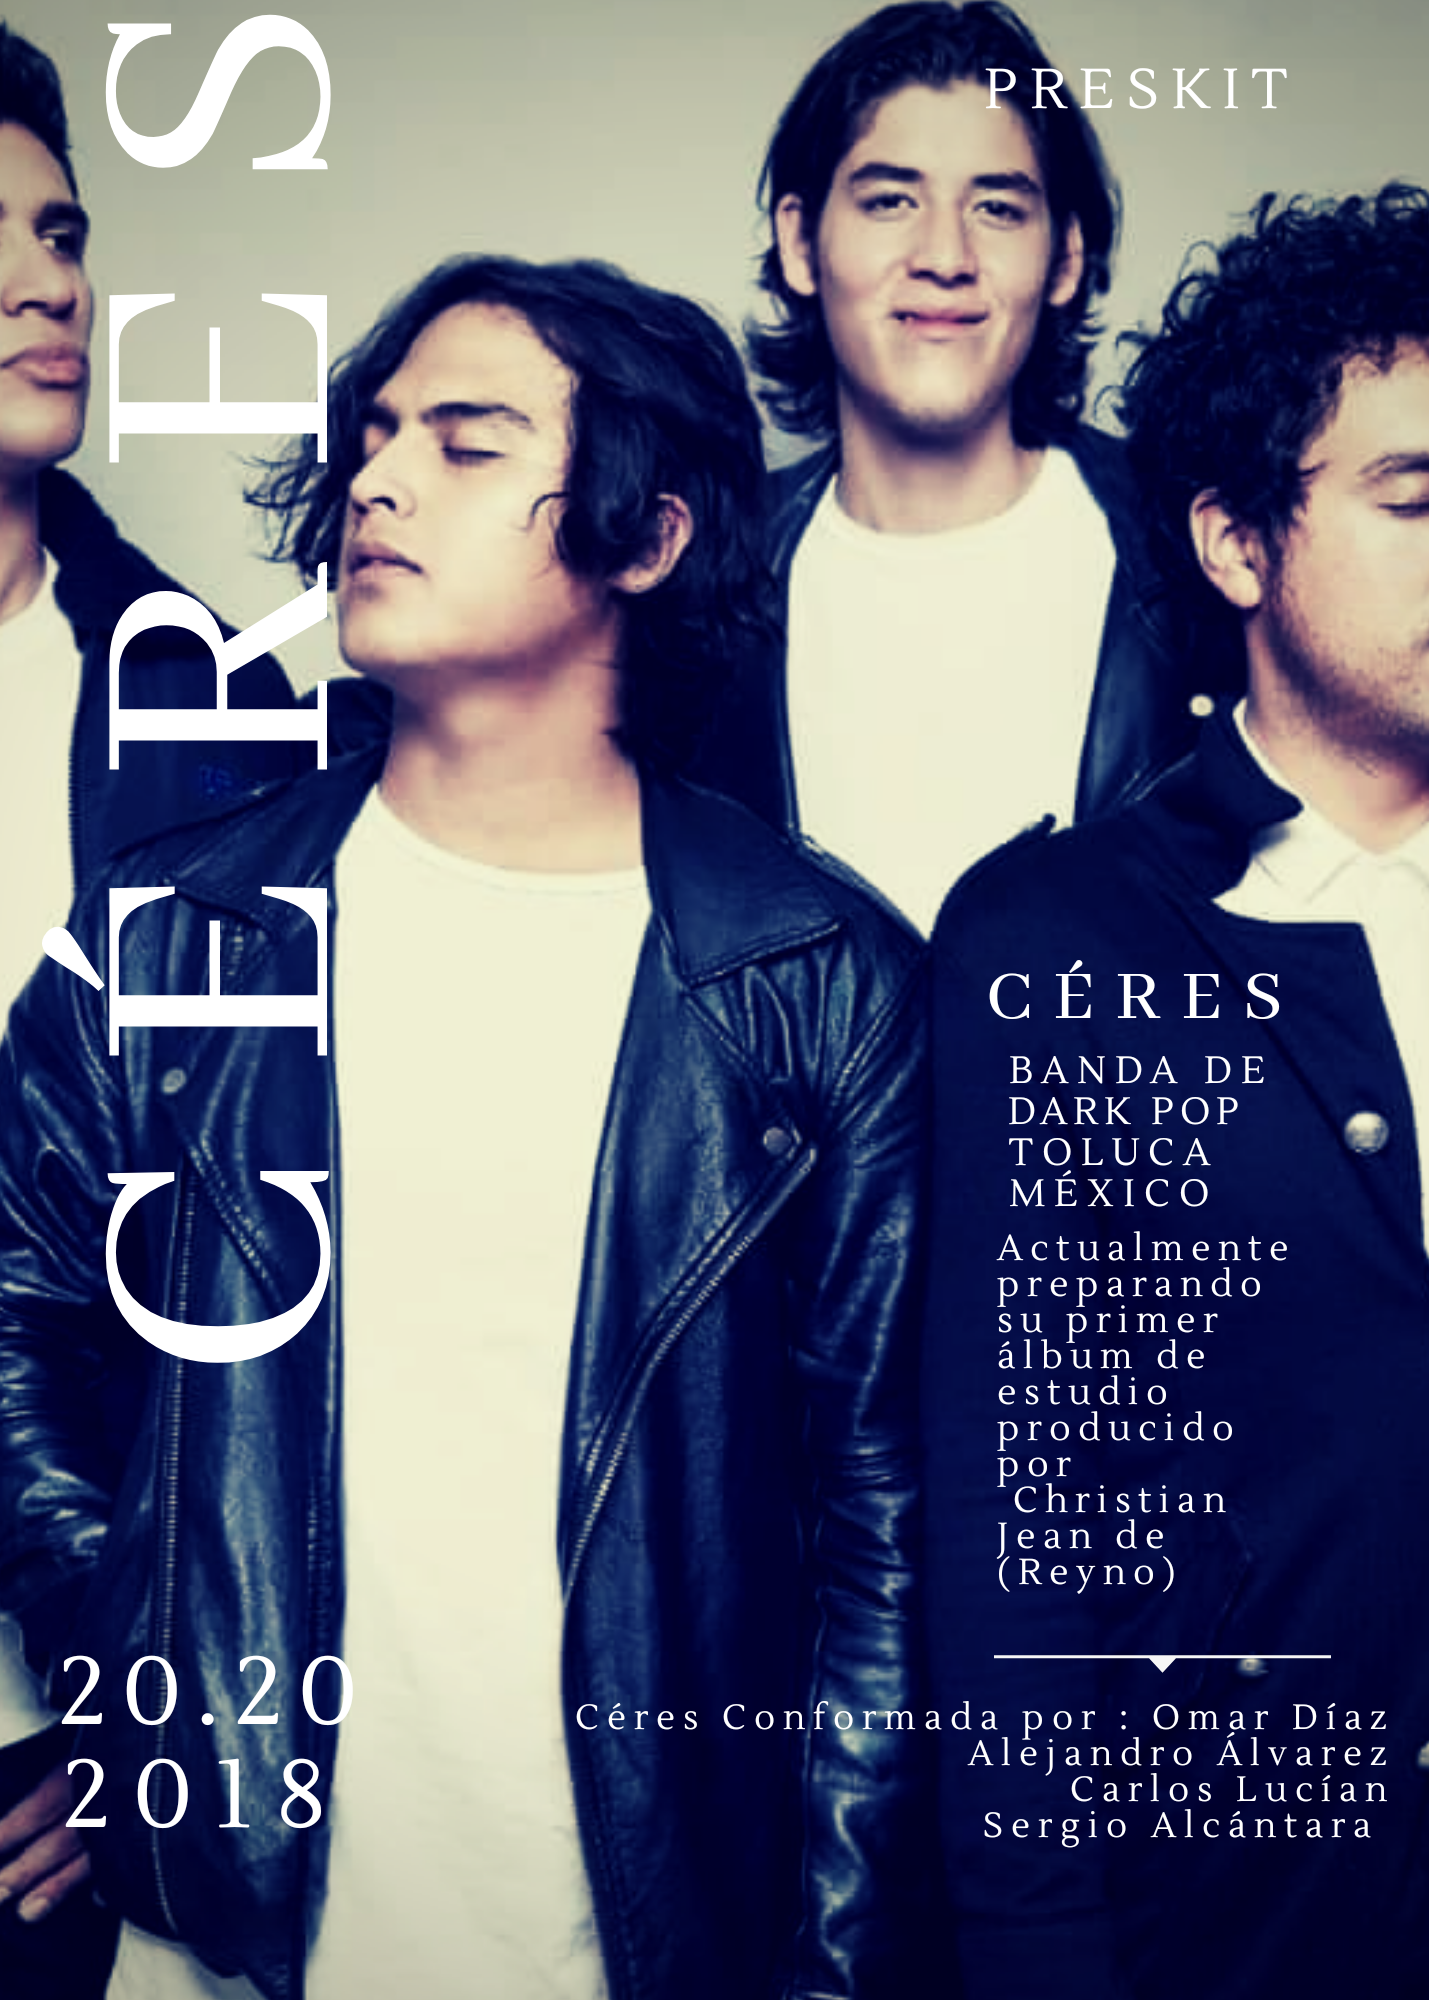 PRESKIT
CÉRES
CÉRES
BANDA DE
DARK POP
TOLUCA
MÉXICO
Actualmente
preparando
su primer
álbum de
estudio
producido
por
Christian
Jean de
(Reyno)
20.20
2018
Céres Conformada por : Omar Díaz
Alejandro Álvarez
Carlos Lucían
Sergio Alcántara